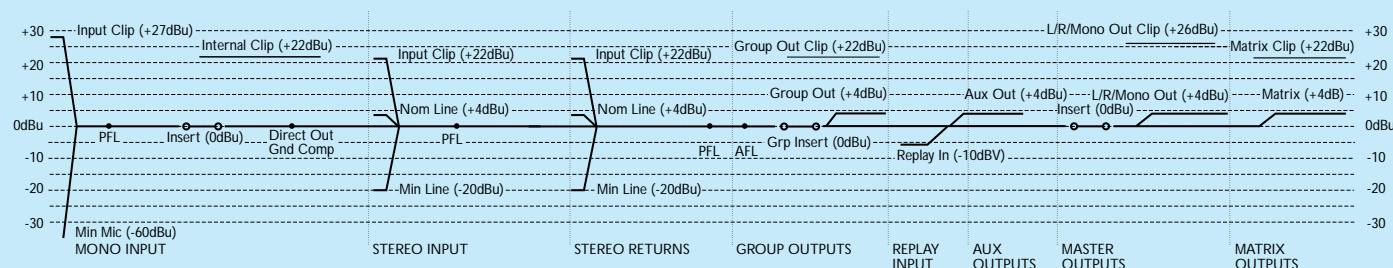 +30 Input Clip (+27dBu) L/R/Mono Out Clip (+26dBu) +30
Internal Clip (+22dBu) Input Clip (+22dBu) Input Clip (+22dBu) Group Out Clip (+22dBu) Matrix Clip (+22dBu)
+20 +20
+10 Nom Line (+4dBu) Nom Line (+4dBu) Group Out (+4dBu) Aux Out (+4dBu) L/R/Mono Out (+4dBu) Matrix (+4dB) +10
Insert (0dBu)
0dBu 0dBu
PFL Insert (0dBu) Direct Out PFL PFL AFL Grp Insert (0dBu)
Gnd Comp
-10 Replay In (-10dBV) -10
-20 Min Line (-20dBu) Min Line (-20dBu) -20
-30 -30
Min Mic (-60dBu)
MONO INPUT STEREO INPUT STEREO RETURNS GROUP OUTPUTS REPLAY AUX MASTER MATRIX
INPUT OUTPUTS OUTPUTS OUTPUTS